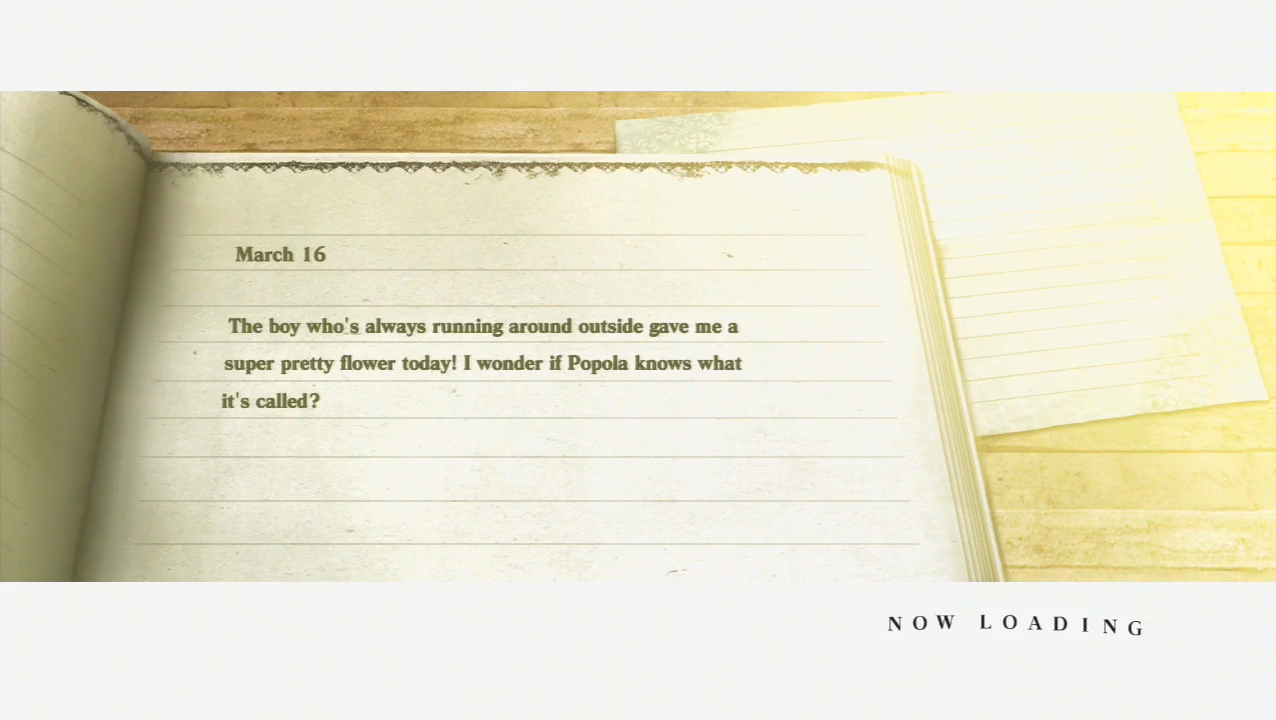 March 16
The boy who's always running around outside gave me a
super pretty flower today! I wonder if Popola knows what
it's called?
NOW LOADING